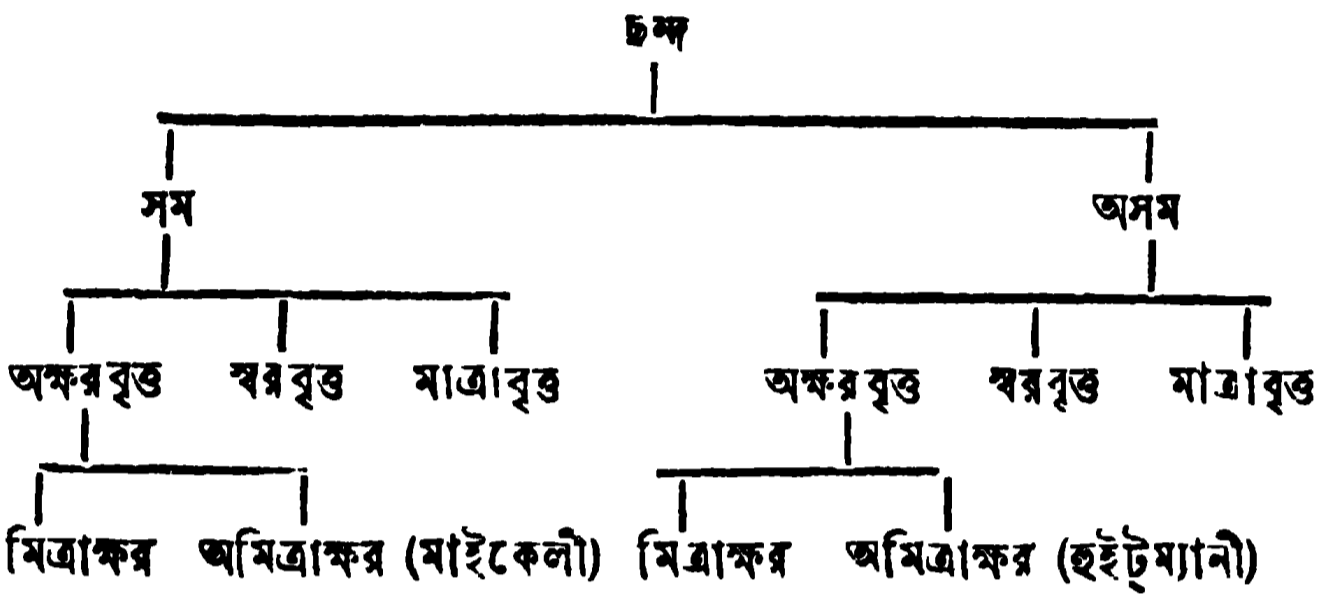 ছন্দ
সম অসম
অক্ষরবৃত্ত স্বরবৃত্ত মাত্রাবৃত্ত অক্ষরবৃত্ত স্বরবৃত্ত মাত্রাবৃত্ত
মিত্রাক্ষর অমিত্রাক্ষর (মাইকেলী) মিত্রাক্ষর অমিত্রাক্ষর (হুইট্‌ম্যানী)